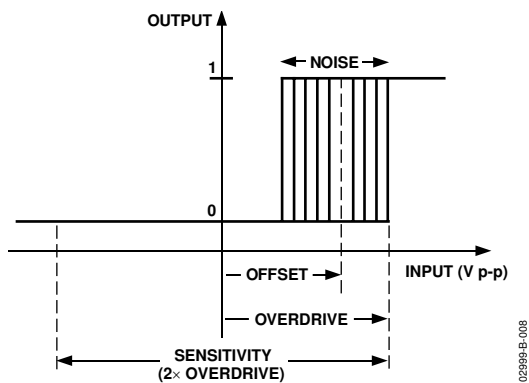 OUTPUT
NOISE
1
0
INPUT (V p-p)
OFFSET
OVERDRIVE
SENSITIVITY
(2× OVERDRIVE)
02999-B-008